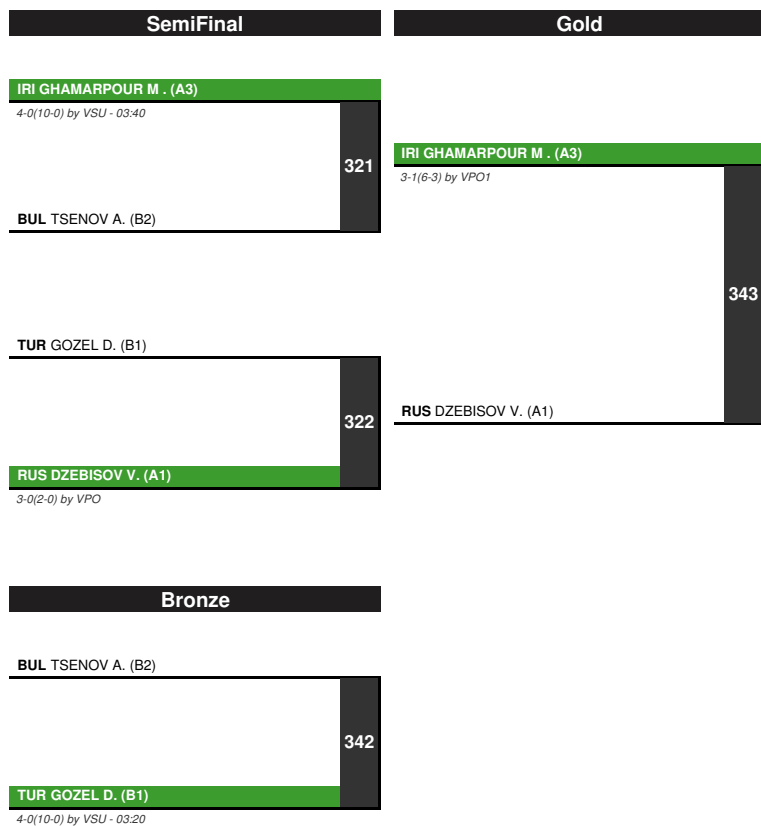 SemiFinal
IRI GHAMARPOUR M . (A3)
4-0(10-0) by VSU - 03:40
321
BUL TSENOV A. (B2)
TUR GOZEL D. (B1)
322
RUS DZEBISOV V. (A1)
3-0(2-0) by VPO
Gold
IRI GHAMARPOUR M . (A3)
3-1(6-3) by VPO1
343
RUS DZEBISOV V. (A1)
Bronze
BUL TSENOV A. (B2)
342
TUR GOZEL D. (B1)
4-0(10-0) by VSU - 03:20